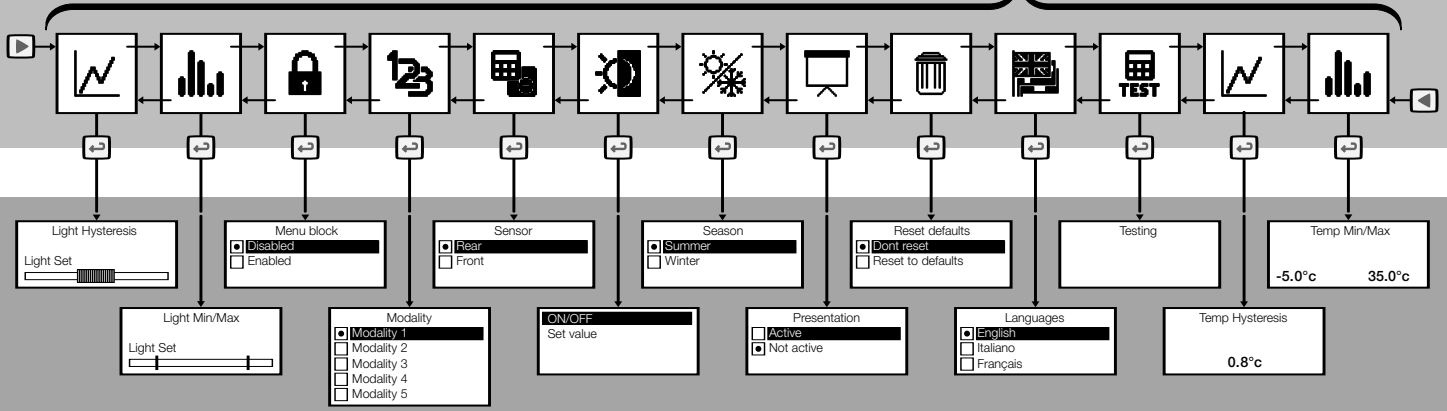 123
TEST
Light Hysteresis
Light Set
Menu block
Disabled
Enabled
Sensor
Rear
Front
Season
Summer
Winter
Reset defaults
Dont reset
Reset to defaults
Testing
Temp Min/Max
-5.0°c 35.0°c
Light Min/Max
Light Set
Modality
Modality 1
Modality 2
Modality 3
Modality 4
Modality 5
ON/OFF
Set value
Presentation
Active
Not active
Languages
English
Italiano
Français
Temp Hysteresis
0.8°c